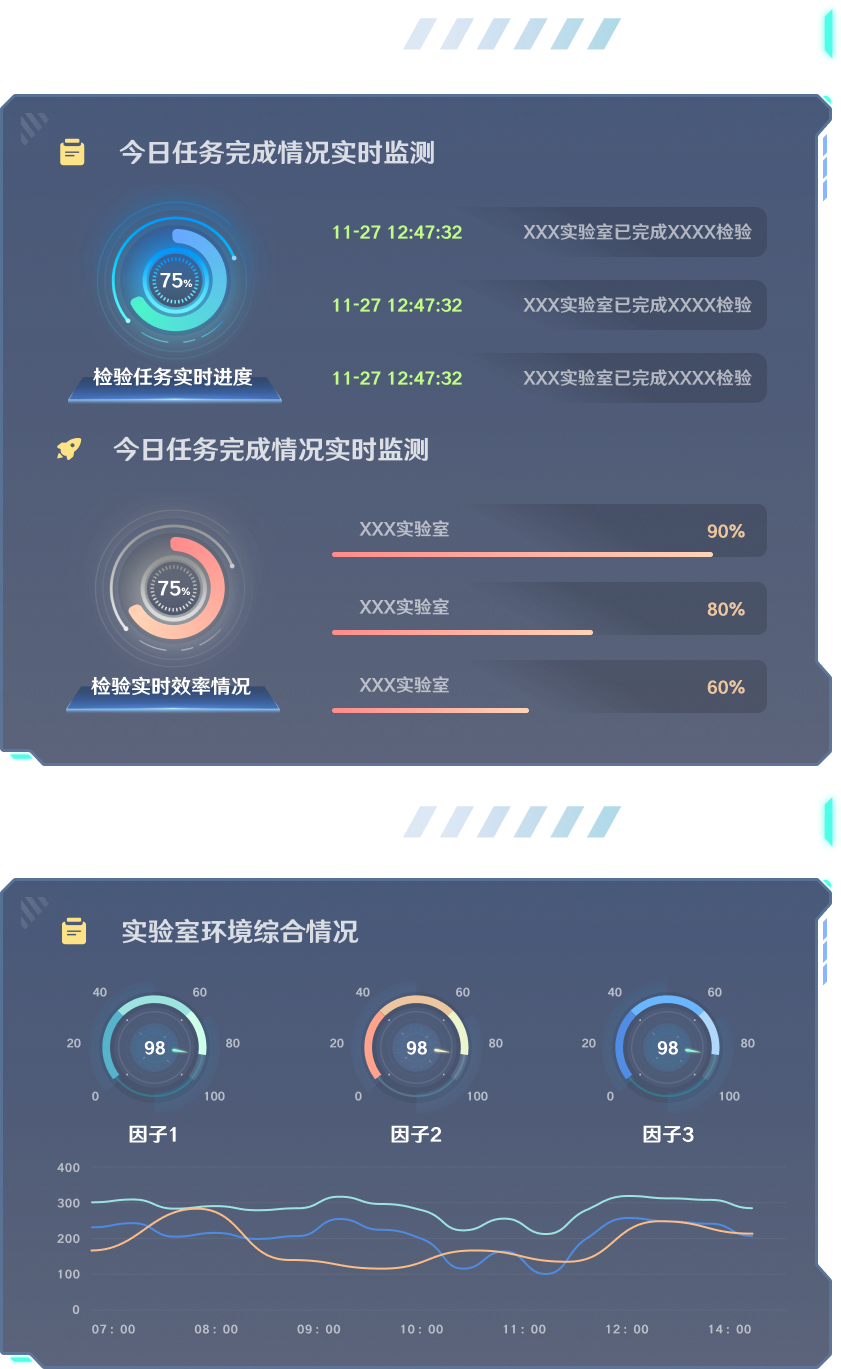 今日任务完成情况实时监测
75%
检验任务实时进度
11-27 12:47:32 XXX实验室已完成XXXX检验
11-27 12:47:32 XXX实验室已完成XXXX检验
11-27 12:47:32 XXX实验室已完成XXXX检验
今日任务完成情况实时监测
75%
检验实时效率情况
XXX实验室 90%
XXX实验室 80%
XXX实验室 60%
实验室环境综合情况
40 60 40 60 40 60
20 98 80 20 98 80 20 98 80
0 100 0 100 0 100
因子1 因子2 因子3
400
300
200
100
0
07: 00 08: 00 09: 00 10: 00 11: 00 12: 00 14: 00